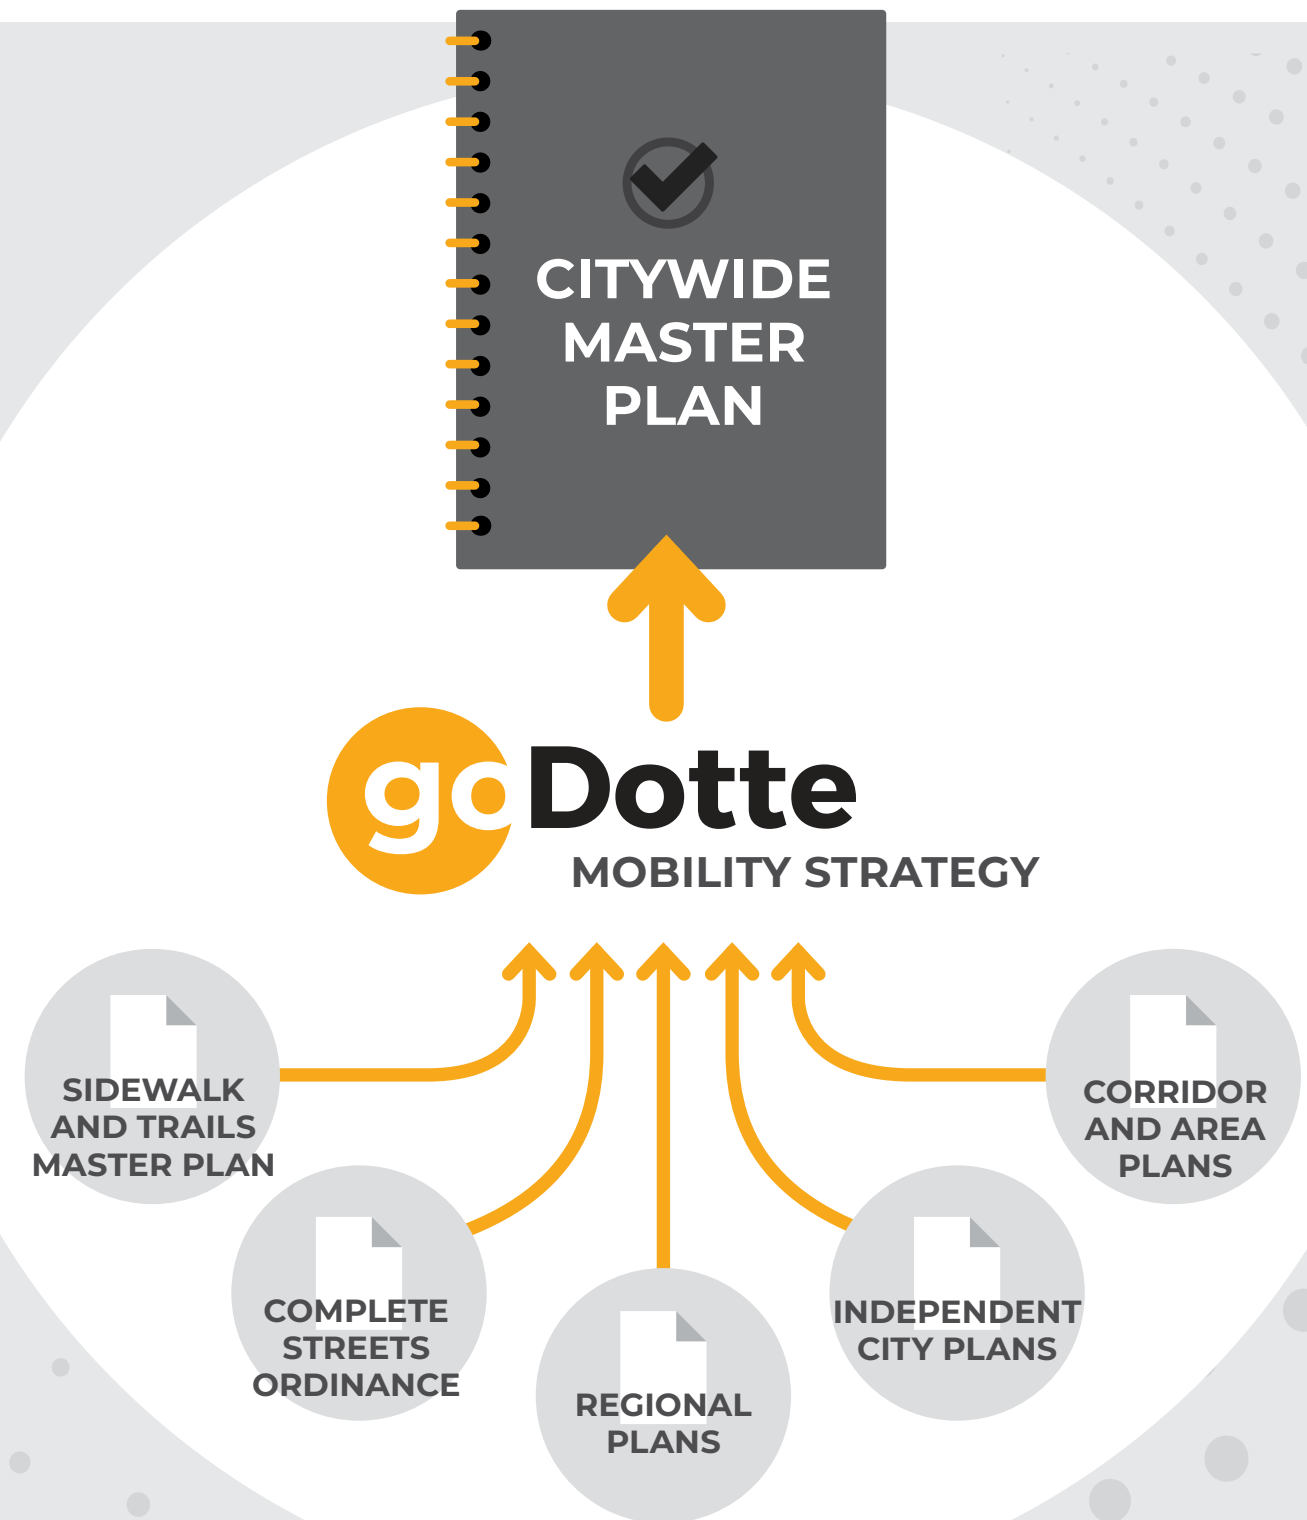 CITYWIDE
MASTER
PLAN
goDotte
MOBILITY STRATEGY
SIDEWALK
AND TRAILS
MASTER PLAN
COMPLETE
STREETS
ORDINANCE
REGIONAL
PLANS
INDEPENDENT
CITY PLANS
CORRIDOR
AND AREA
PLANS